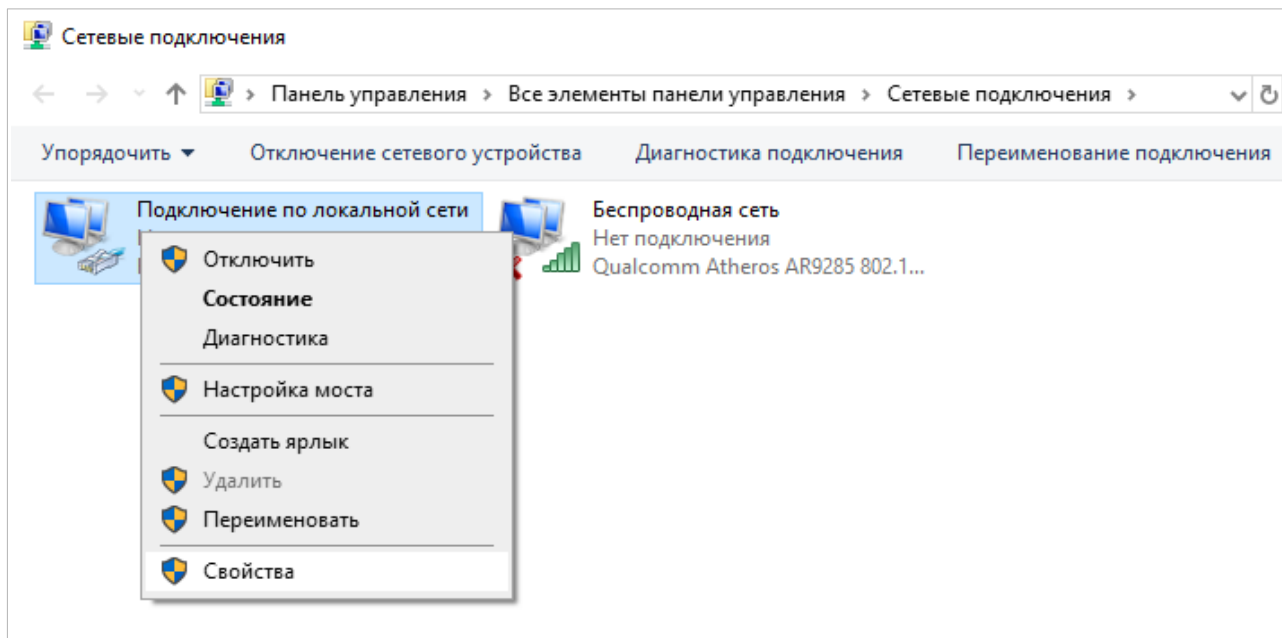 Сетевые подключения
Панель управления > Все элементы панели управления > Сетевые подключения >
Упорядочить Отключение сетевого устройства Диагностика подключения Переименование подключения
Подключение по локальной сети
Беспроводная сеть
Нет подключения
Qualcomm Atheros AR9285 802.1...
Отключить
Состояние
Диагностика
Настройка моста
Создать ярлык
Удалить
Переименовать
Свойства